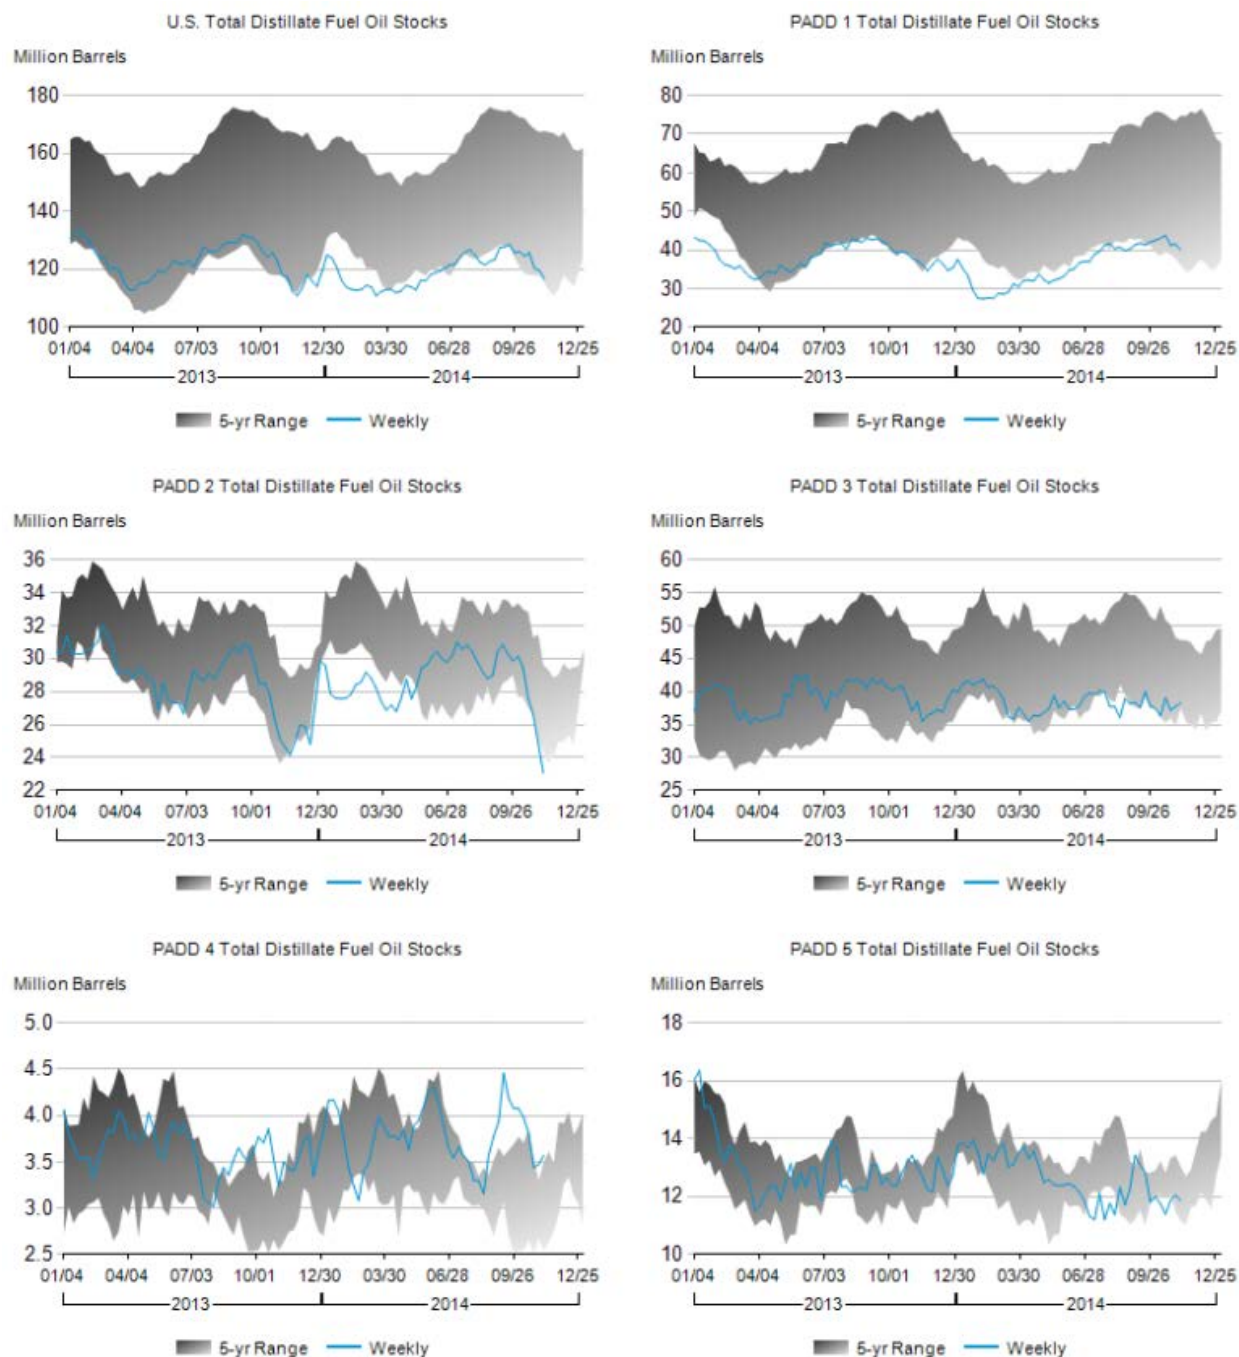 U.S. Total Distillate Fuel Oil Stocks
Million Barrels
180
160
140
120
100
01/04 04/04 07/03 10/01 12/30 03/30 06/28 09/26 12/25
2013 2014
5-yr Range Weekly
PADD 1 Total Distillate Fuel Oil Stocks
Million Barrels
80
70
60
50
40
30
20
01/04 04/04 07/03 10/01 12/30 03/30 06/28 09/26 12/25
2013 2014
5-yr Range Weekly
PADD 2 Total Distillate Fuel Oil Stocks
Million Barrels
36
34
32
30
28
26
24
22
01/04 04/04 07/03 10/01 12/30 03/30 06/28 09/26 12/25
2013 2014
5-yr Range Weekly
PADD 3 Total Distillate Fuel Oil Stocks
Million Barrels
60
55
50
45
40
35
30
25
01/04 04/04 07/03 10/01 12/30 03/30 06/28 09/26 12/25
2013 2014
5-yr Range Weekly
PADD 4 Total Distillate Fuel Oil Stocks
Million Barrels
5.0
4.5
4.0
3.5
3.0
2.5
01/04 04/04 07/03 10/01 12/30 03/30 06/28 09/26 12/25
2013 2014
5-yr Range Weekly
PADD 5 Total Distillate Fuel Oil Stocks
Million Barrels
18
16
14
12
10
01/04 04/04 07/03 10/01 12/30 03/30 06/28 09/26 12/25
2013 2014
5-yr Range Weekly